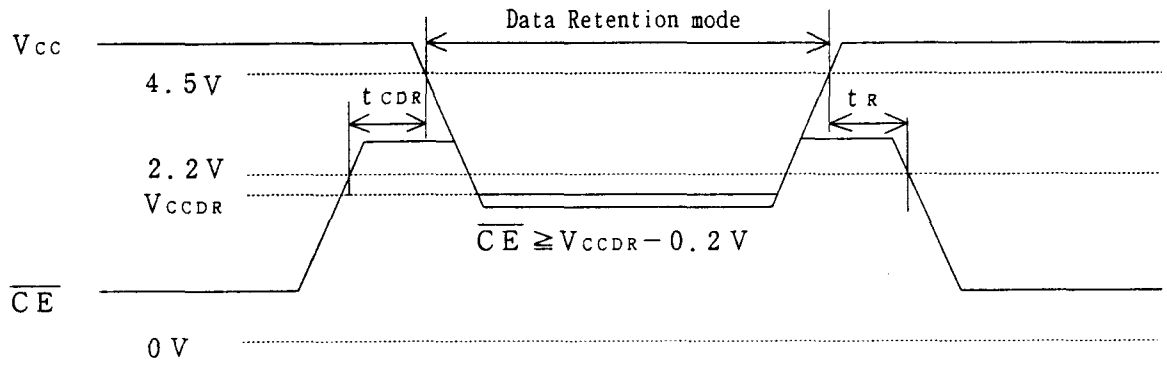 Data Retention mode
Vcc
4.5V
tCDR
tR
2.2V
VCCDR
CE≧VCCDR−0.2V
CE
0V